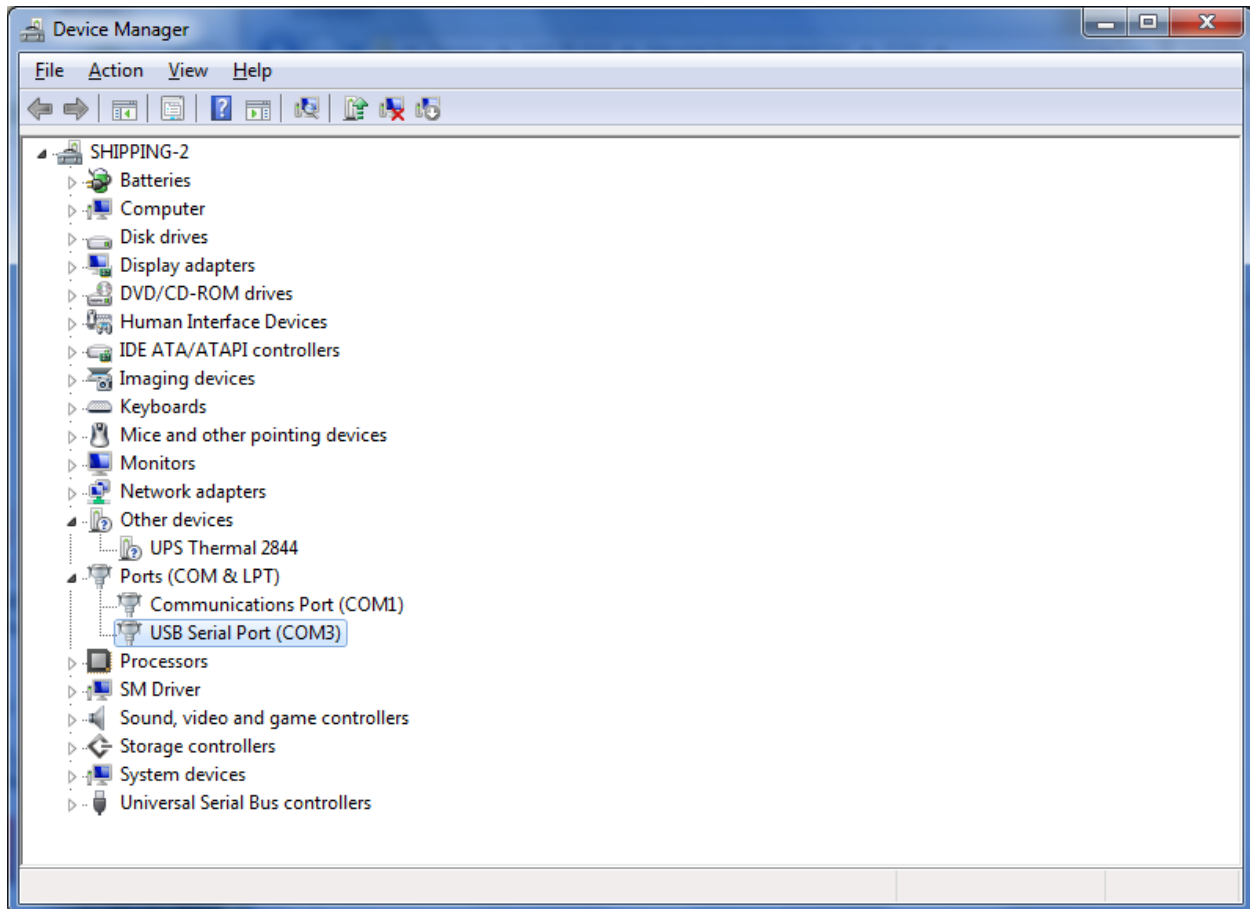 Device Manager
File Action View Help
SHIPPING-2
Batteries
Computer
Disk drives
Display adapters
DVD/CD-ROM drives
Human Interface Devices
IDE ATA/ATAPI controllers
Imaging devices
Keyboards
Mice and other pointing devices
Monitors
Network adapters
Other devices
UPS Thermal 2844
Ports (COM & LPT)
Communications Port (COM1)
USB Serial Port (COM3)
Processors
SM Driver
Sound, video and game controllers
Storage controllers
System devices
Universal Serial Bus controllers